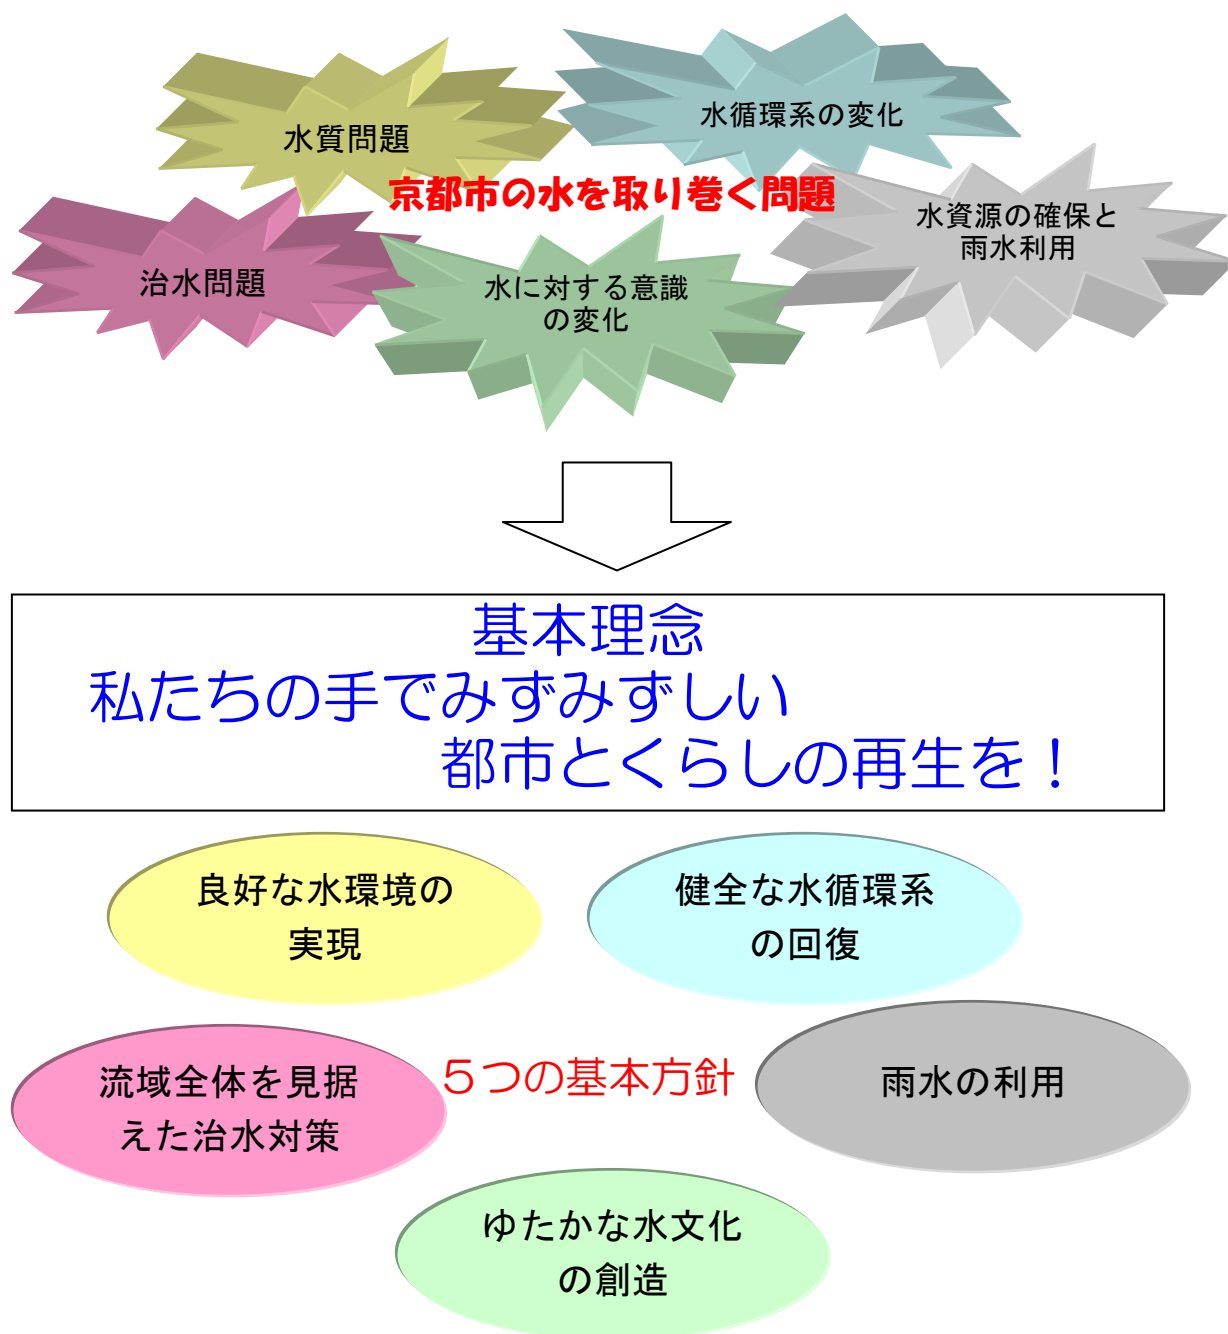 水質問題
水循環系の変化
京都市の水を取り巻く問題
水資源の確保と
雨水利用
治水問題
水に対する意識
の変化
基本理念
私たちの手でみずみずしい
都市とくらしの再生を！
良好な水環境の
実現
健全な水循環系
の回復
流域全体を見据
えた治水対策
５つの基本方針
雨水の利用
ゆたかな水文化
の創造